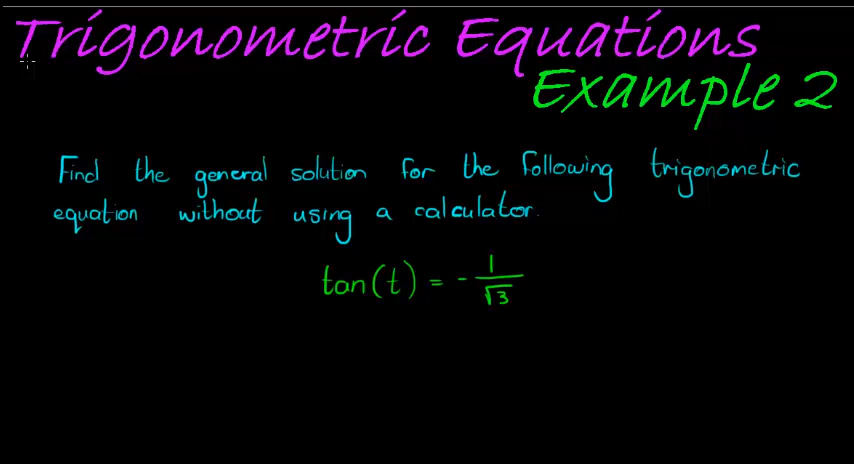 Trigonometric Equations
Example 2
Find the general solution for the following trigonometric
equation without using a calculator.
tan(t) = - 1/√3